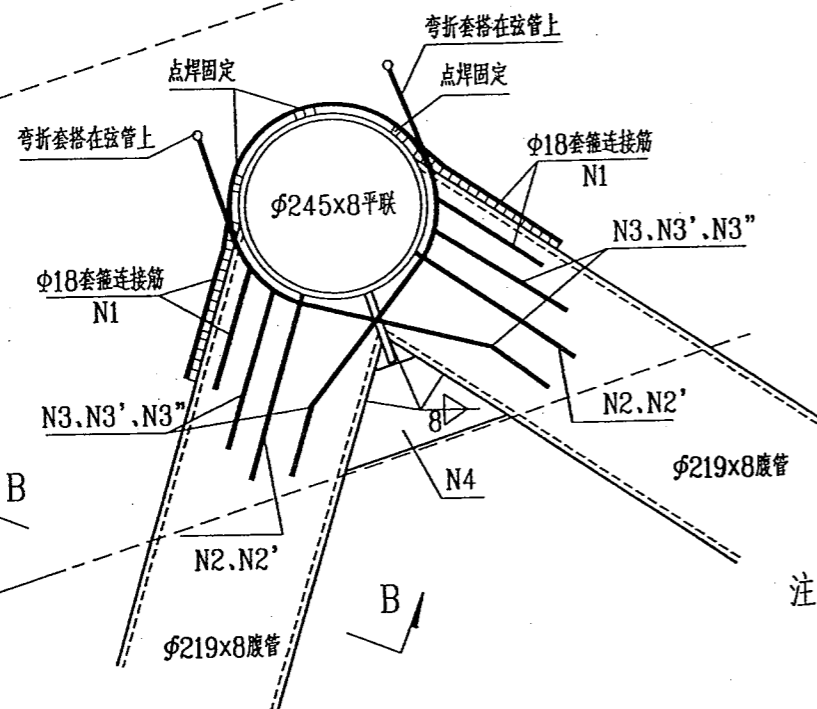 弯折套搭在弦管上
点焊固定
点焊固定
弯折套搭在弦管上
Φ18套箍连接筋
N1
∮245x8平联
N3、N3'、N3"
Φ18套箍连接筋
N1
N3、N3'、N3"
8
N2、N2'
N4
∮219x8腹管
B
N2、N2'
B
注
∮219x8腹管